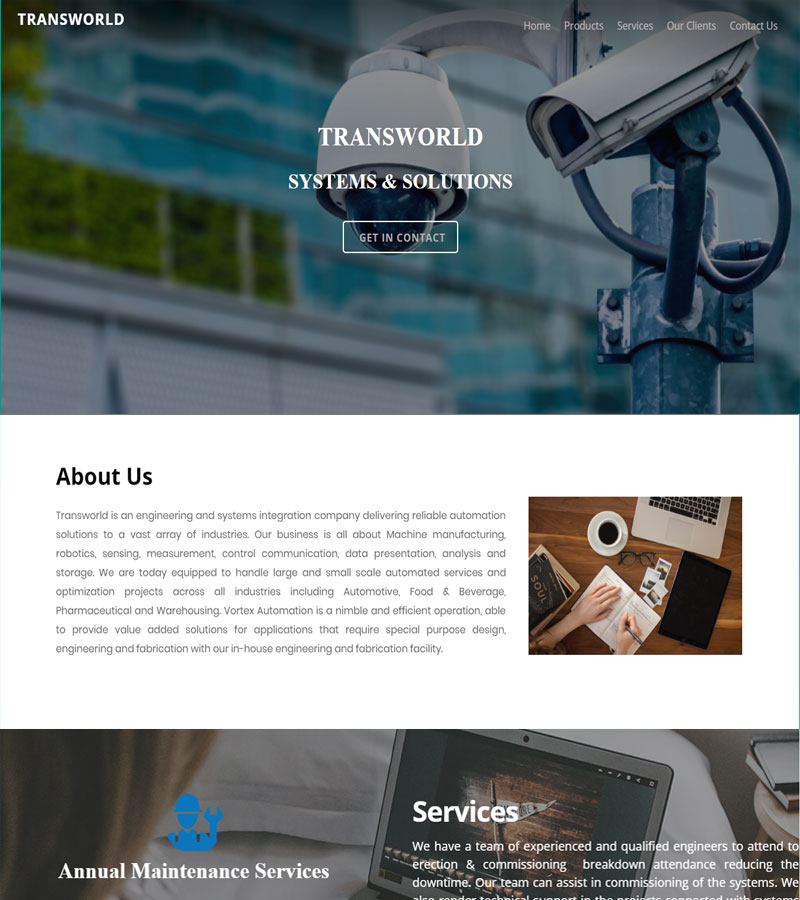 TRANSWORLD
Home Products Services Our Clients Contact Us
TRANSWORLD
SYSTEMS & SOLUTIONS
GET IN CONTACT
About Us
Transworld is an engineering and systems integration company delivering reliable automation
solutions to a vast array of industries. Our business is all about Machine manufacturing,
robotics, sensing, measurement, control communication, data presentation, analysis and
storage. We are today equipped to handle large and small scale automated services and
optimization projects across all industries including Automotive, Food & Beverage,
Pharmaceutical and Warehousing. Vortex Automation is a nimble and efficient operation, able
to provide value added solutions for applications that require special purpose design,
engineering and fabrication with our in-house engineering and fabrication facility.
SOUL
Services
We have a team of experienced and qualified engineers to attend to
erection & commissioning breakdown attendance reducing the
downtime. Our team can assist in commissioning of the systems. We
also render technical support in the projects connected with systems
Annual Maintenance Services